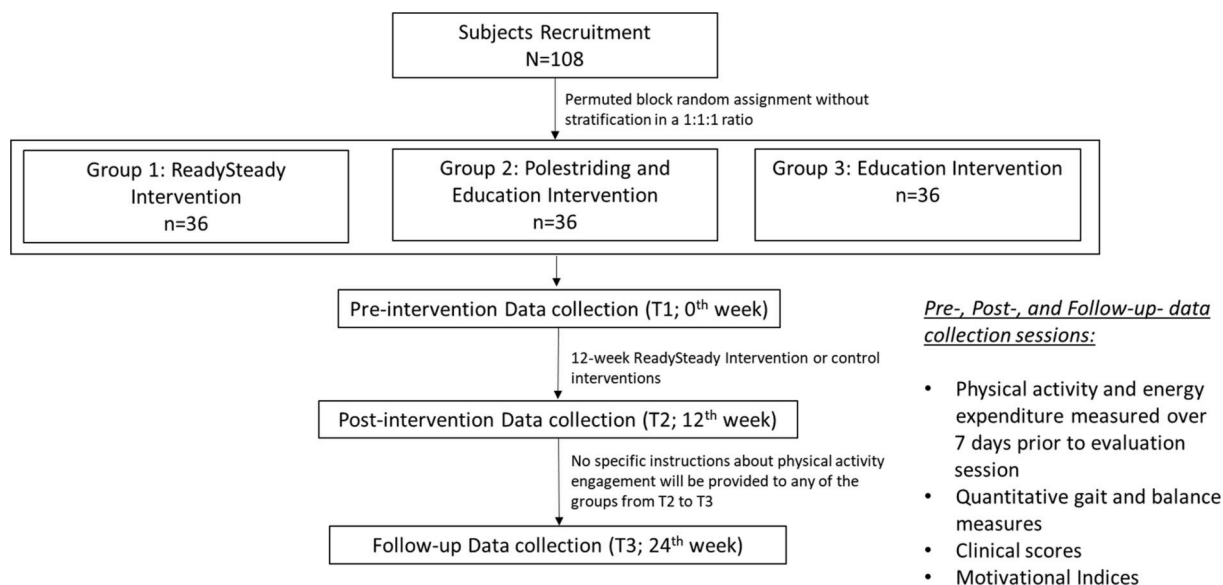 Subjects Recruitment
N=108
Permuted block random assignment without
stratification in a 1:1:1 ratio
Group 1: ReadySteady
Intervention
n=36
Group 2: Polestriding and
Education Intervention
n=36
Group 3: Education Intervention
n=36
Pre-intervention Data collection (T1; 0th week)
12-week ReadySteady Intervention or control
interventions
Post-intervention Data collection (T2; 12th week)
No specific instructions about physical activity
engagement will be provided to any of the
groups from T2 to T3
Follow-up Data collection (T3; 24th week)
Pre-, Post-, and Follow-up- data
collection sessions:
• Physical activity and energy
expenditure measured over
7 days prior to evaluation
session
• Quantitative gait and balance
measures
• Clinical scores
• Motivational Indices